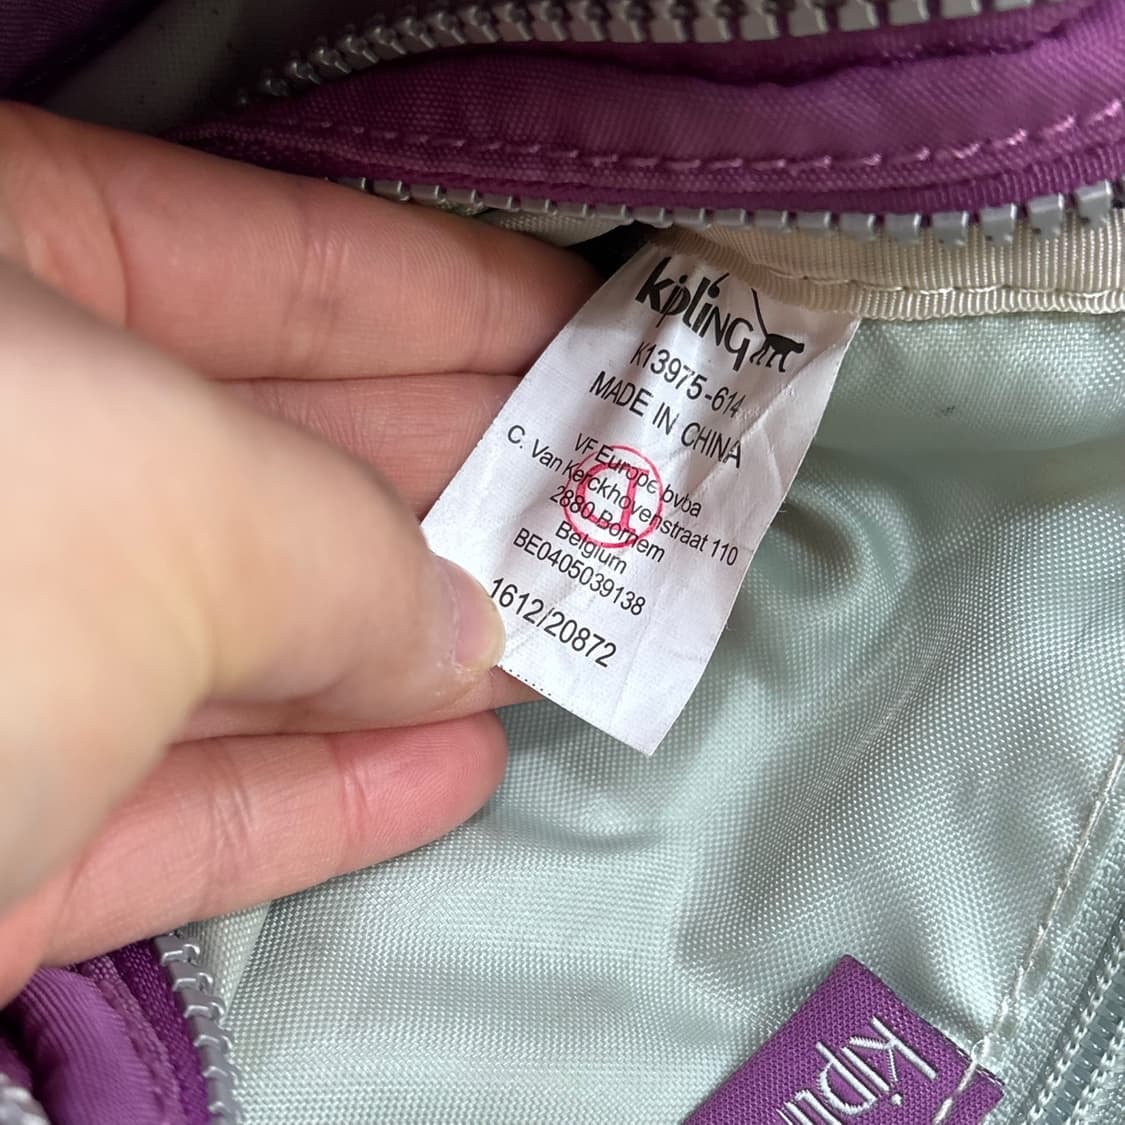 kipling
K13975-614
MADE IN CHINA
VF Europe bvba
C. Van Kerckhovenstraat 110
2880 Bornem
Belgium
BE0405039138
1612/20872